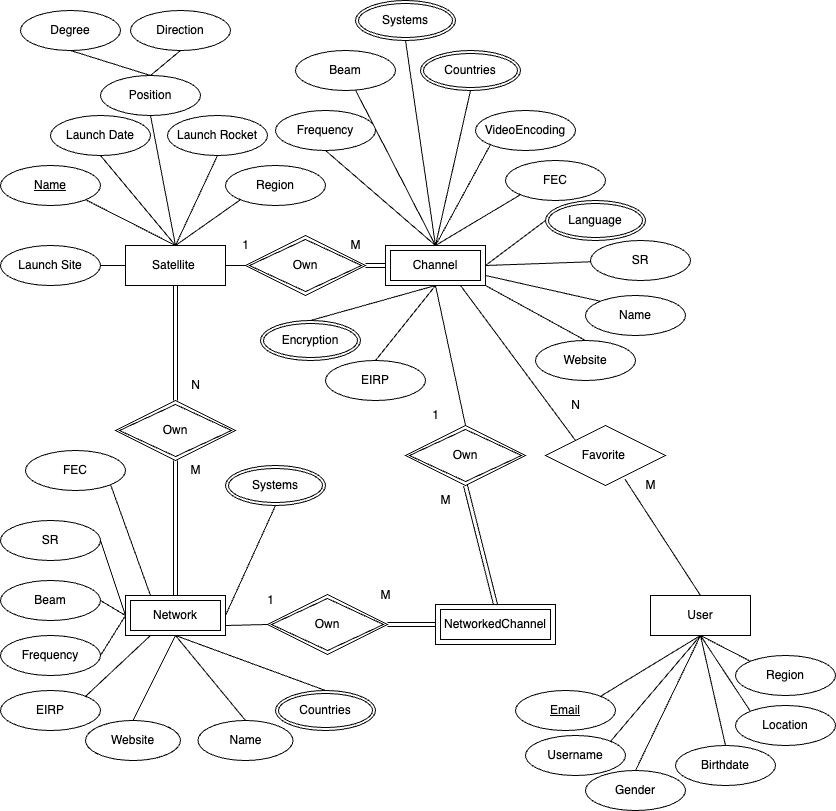 Systems
Degree
Direction
Beam
Countries
Position
Frequency
VideoEncoding
Launch Date
Launch Rocket
FEC
Name
Region
Language
1
M
Launch Site
Satellite
Own
Channel
SR
Name
Encryption
Website
EIRP
N
N
1
Own
Own
Favorite
M
FEC
Systems
M
M
SR
Beam
1
M
Network
Own
NetworkedChannel
User
Frequency
Region
EIRP
Countries
Email
Location
Website
Name
Username
Birthdate
Gender